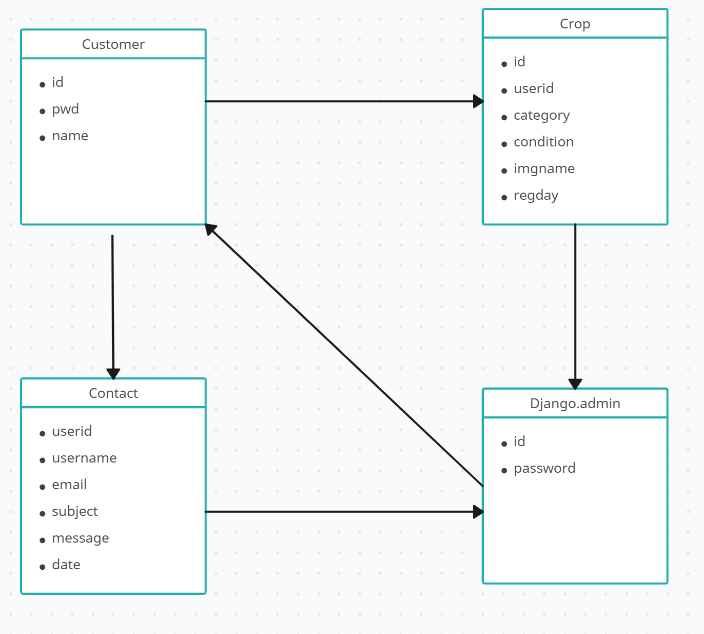 Customer
id
pwd
name
Crop
id
userid
category
condition
imgname
regday
Contact
userid
username
email
subject
message
date
Django.admin
id
password